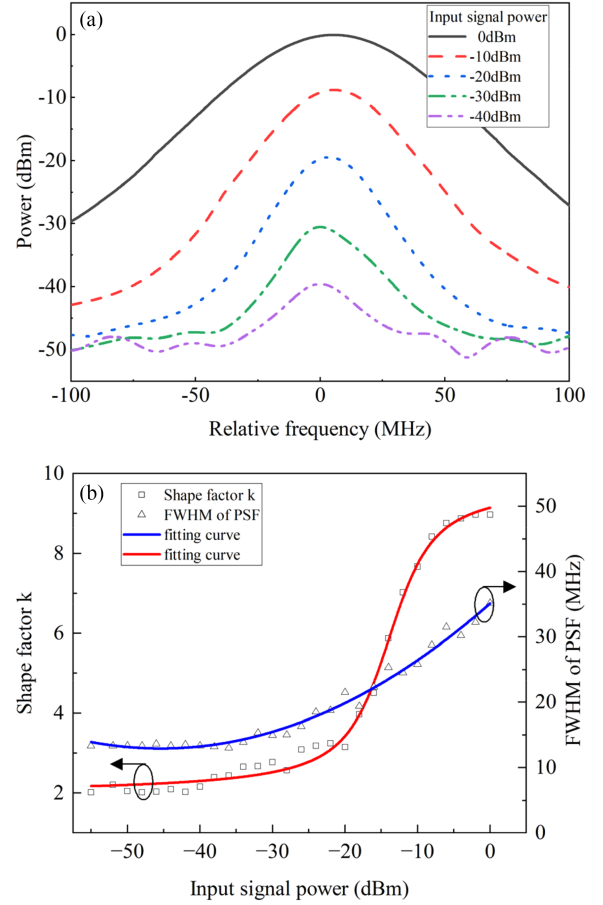 (a)
Input signal power
0dBm
-10dBm
-20dBm
-30dBm
-40dBm
Power (dBm)
0
-10
-20
-30
-40
-50
-100
-50
0
50
100
Relative frequency (MHz)
(b)
Shape factor k
FWHM of PSF
fitting curve
fitting curve
Shape factor k
10
8
6
4
2
FWHM of PSF (MHz)
50
40
30
20
10
0
−50
−40
−30
−20
−10
0
Input signal power (dBm)